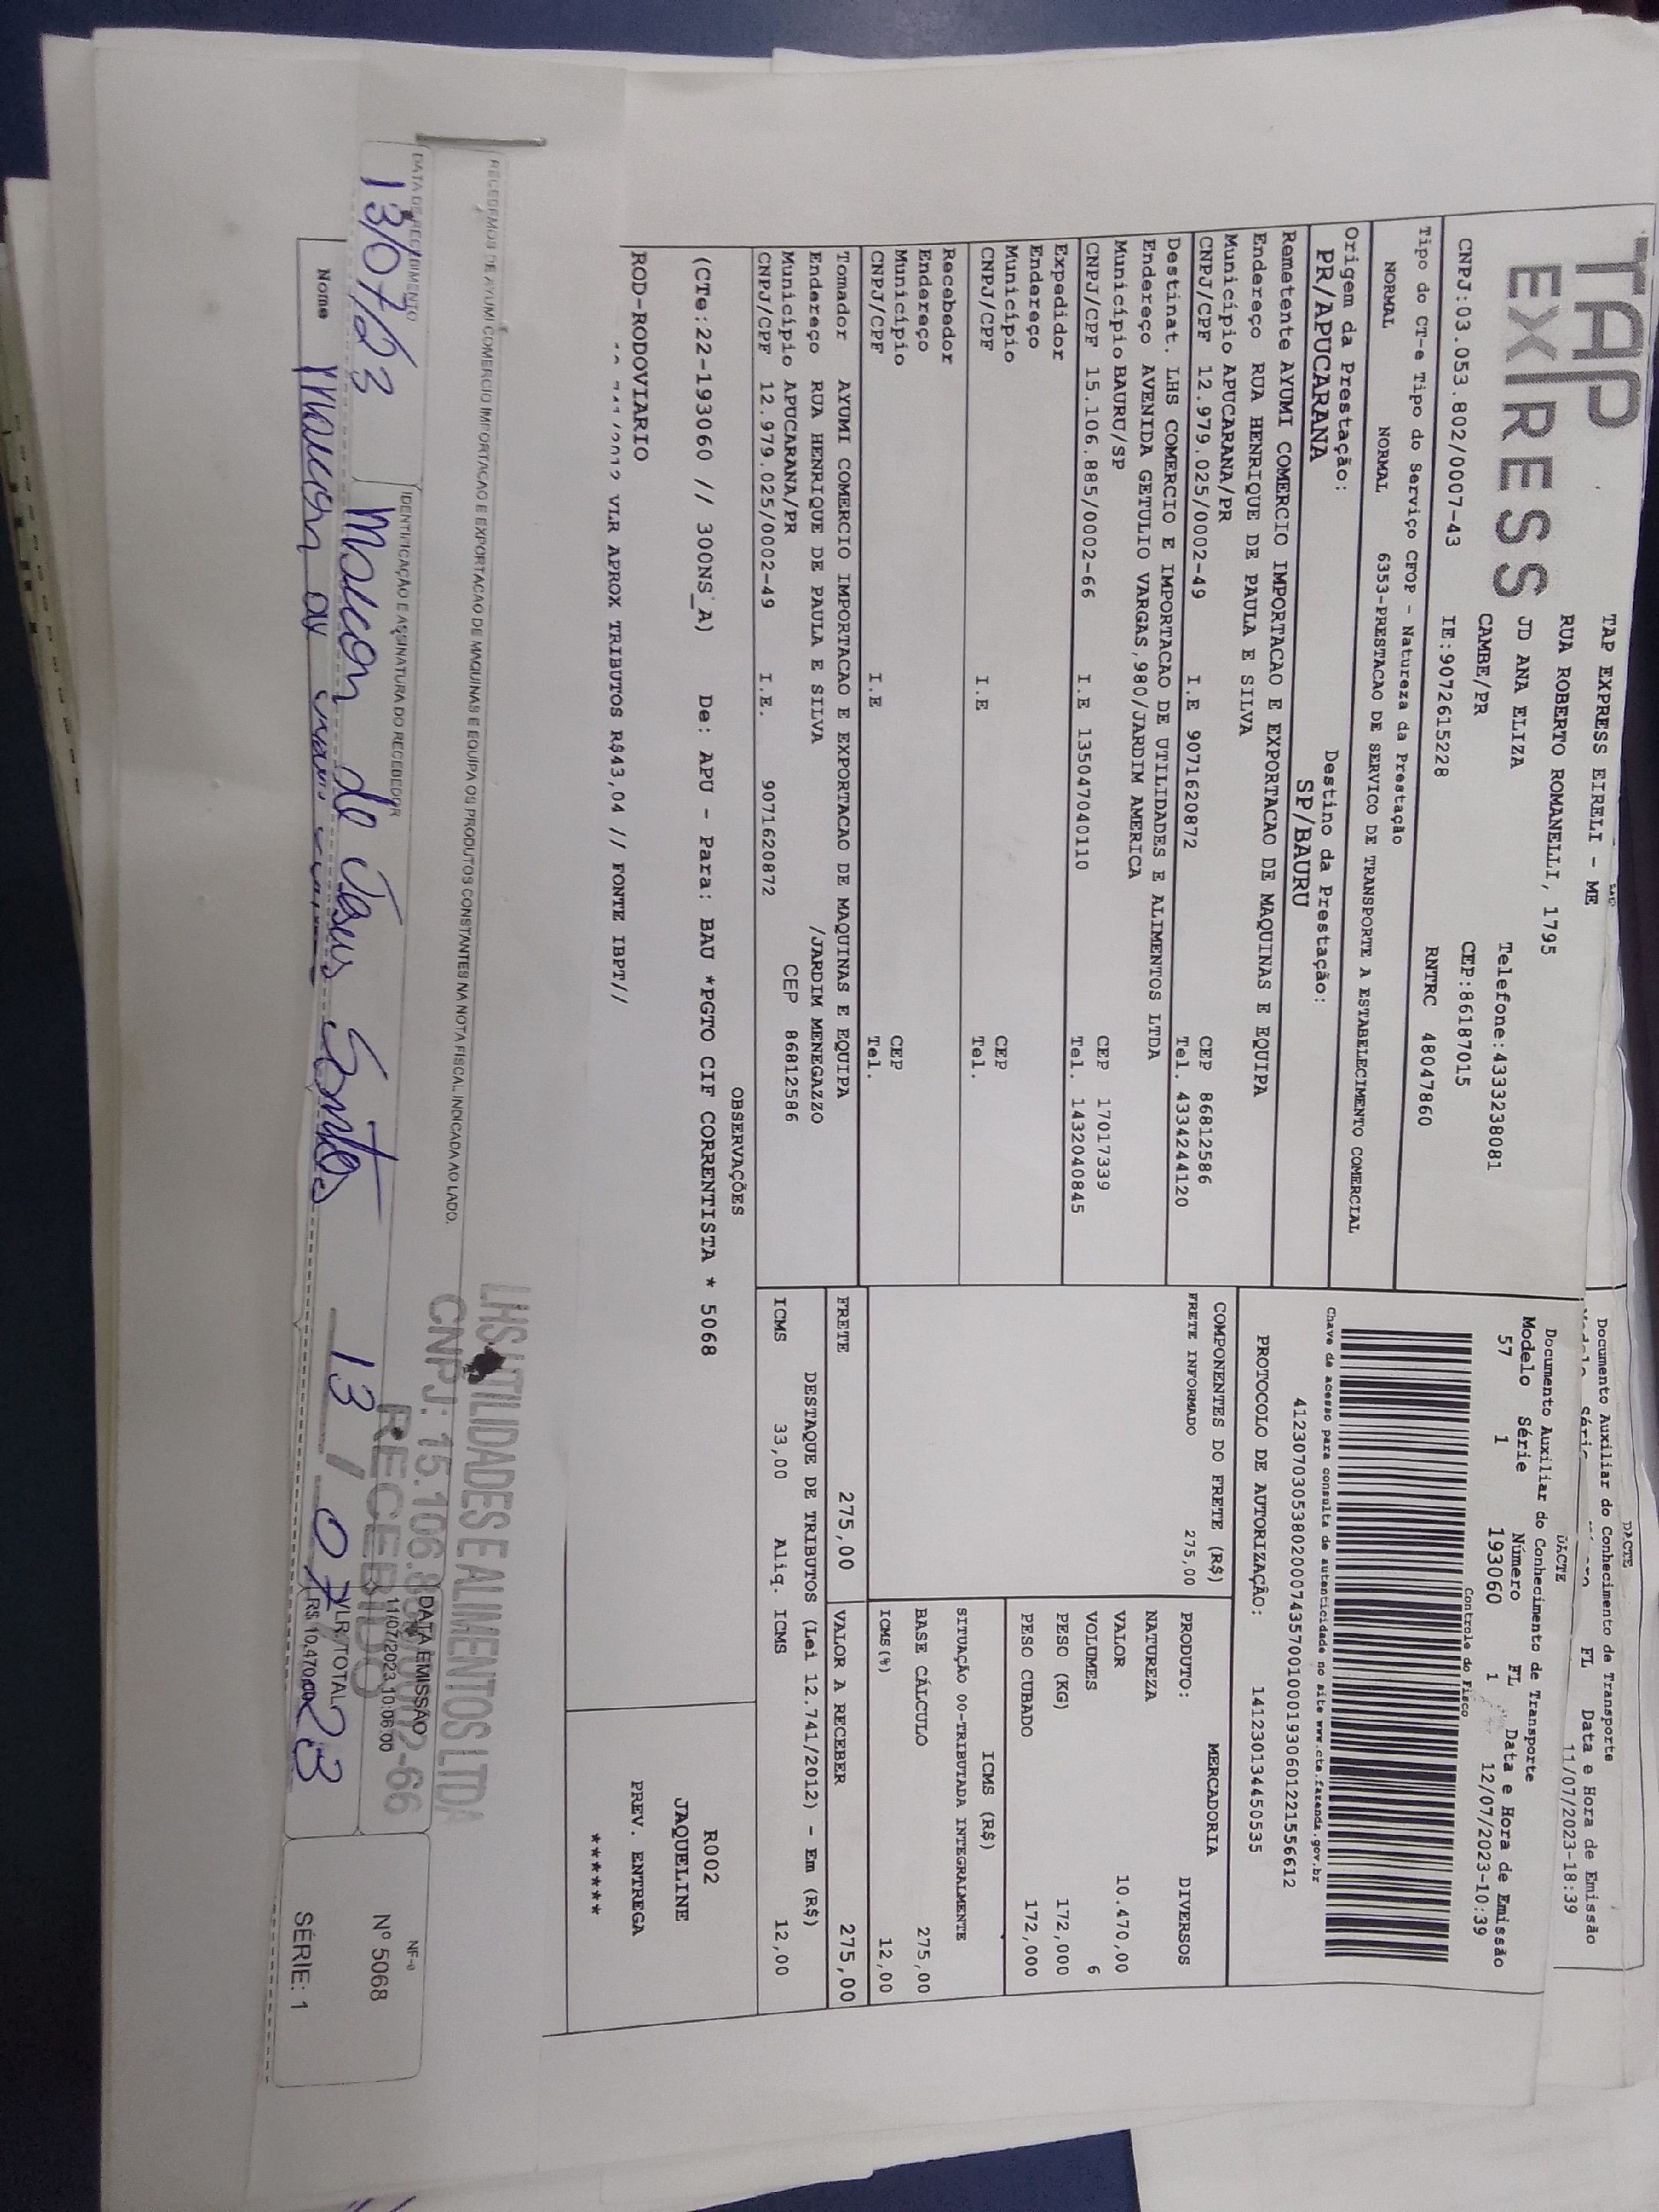 DACTE
Documento Auxiliar do Conhecimento de Transporte
FL Data e Hora de Emissão
11/07/2023-18:39
TAP EXPRESS
TAP EXPRESS EIRELI - ME
RUA ROBERTO ROMANELLI, 1795
JD ANA ELIZA Telefone:4333238081
CAMBE/PR CEP:86187015
CNPJ:03.053.802/0007-43 IE:9072615228 RNTRC 48047860
DACTE
Documento Auxiliar do Conhecimento de Transporte
Modelo Série Número FL Data e Hora de Emissão
57 1 193060 1 12/07/2023-10:39
Controle do Fisco
Tipo do CT-e Tipo do Serviço CFOP - Natureza da Prestação
NORMAL NORMAL 6353-PRESTACAO DE SERVICO DE TRANSPORTE A ESTABELECIMENTO COMERCIAL
Origem da Prestação: Destino da Prestação:
PR/APUCARANA SP/BAURU
Chave de acesso para consulta de autenticidade no site www.cte.fazenda.gov.br
41230703053802000743570010001930601221556612
PROTOCOLO DE AUTORIZAÇÃO: 141230134450535
Remetente AYUMI COMERCIO IMPORTACAO E EXPORTACAO DE MAQUINAS E EQUIPA
Endereço RUA HENRIQUE DE PAULA E SILVA
Município APUCARANA/PR CEP 86812586
CNPJ/CPF 12.979.025/0002-49 I.E 9071620872 Tel. 4334244120
Destinat. LHS COMERCIO E IMPORTACAO DE UTILIDADES E ALIMENTOS LTDA
Endereço AVENIDA GETULIO VARGAS,980/JARDIM AMERICA
Município BAURU/SP CEP 17017339
CNPJ/CPF 15.106.885/0002-66 I.E 135047040110 Tel. 1432040845
Expedidor
Endereço
Município CEP
CNPJ/CPF I.E Tel.
Recebedor
Endereço
Município CEP
CNPJ/CPF I.E Tel.
Tomador AYUMI COMERCIO IMPORTACAO E EXPORTACAO DE MAQUINAS E EQUIPA
Endereço RUA HENRIQUE DE PAULA E SILVA /JARDIM MENEGAZZO
Município APUCARANA/PR CEP 86812586
CNPJ/CPF 12.979.025/0002-49 I.E. 9071620872
COMPONENTES DO FRETE (R$)
FRETE INFORMADO 275,00
MERCADORIA
PRODUTO: DIVERSOS
NATUREZA
VALOR 10.470,00
VOLUMES 6
PESO (KG) 172,000
PESO CUBADO 172,000
ICMS (R$)
SITUAÇÃO 00-TRIBUTADA INTEGRALMENTE
BASE CÁLCULO 275,00
ICMS(%) 12,00
FRETE 275,00 VALOR A RECEBER 275,00
DESTAQUE DE TRIBUTOS (Lei 12.741/2012) - Em (R$)
ICMS 33,00 Aliq. ICMS 12,00
OBSERVAÇÕES
(CTe:22-193060 // 300NS_A) De: APU - Para: BAU *PGTO CIF CORRENTISTA * 5068
R002
JAQUELINE
ROD-RODOVIARIO
PREV. ENTREGA
*******
VLR APROX TRIBUTOS R$43,04 // FONTE IBPT//
RECEBEMOS DE AYUMI COMERCIO IMPORTACAO E EXPORTACAO DE MAQUINAS E EQUIPA OS PRODUTOS CONSTANTES NA NOTA FISCAL INDICADA AO LADO.
LHS UTILIDADES E ALIMENTOS LTDA
CNPJ: 15.106.885/0002-66
RECEBIDO
DATA DE RECEBIMENTO IDENTIFICAÇÃO E ASSINATURA DO RECEBEDOR
13/07/23 Maicon de Jesus Santos 13/07/23
DATA EMISSÃO
11/07/2023 10:06:00
VLR. TOTAL
R$ 10.470,00
NF-e
Nº 5068
SÉRIE: 1
Nome